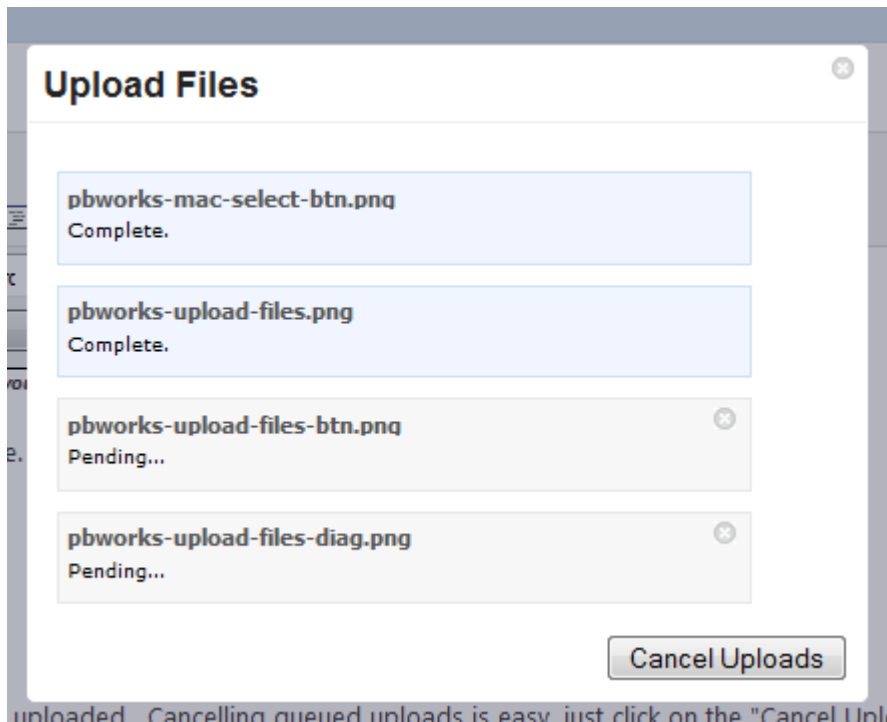 Upload Files
pbworks-mac-select-btn.png
Complete.
pbworks-upload-files.png
Complete.
pbworks-upload-files-btn.png
Pending...
pbworks-upload-files-diag.png
Pending...
Cancel Uploads
uploaded. Cancelling queued uploads is easy, just click on the "Cancel Upl